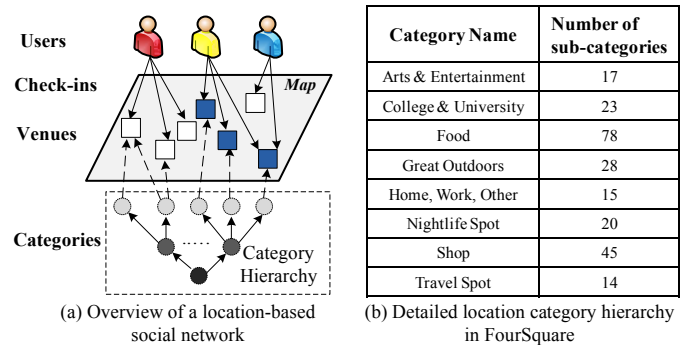 Users
Check-ins
Map
Venues
Categories
Category
Hierarchy
(a) Overview of a location-based
social network
Category Name
Number of
sub-categories
Arts & Entertainment 17
College & University 23
Food 78
Great Outdoors 28
Home, Work, Other 15
Nightlife Spot 20
Shop 45
Travel Spot 14
(b) Detailed location category hierarchy
in FourSquare